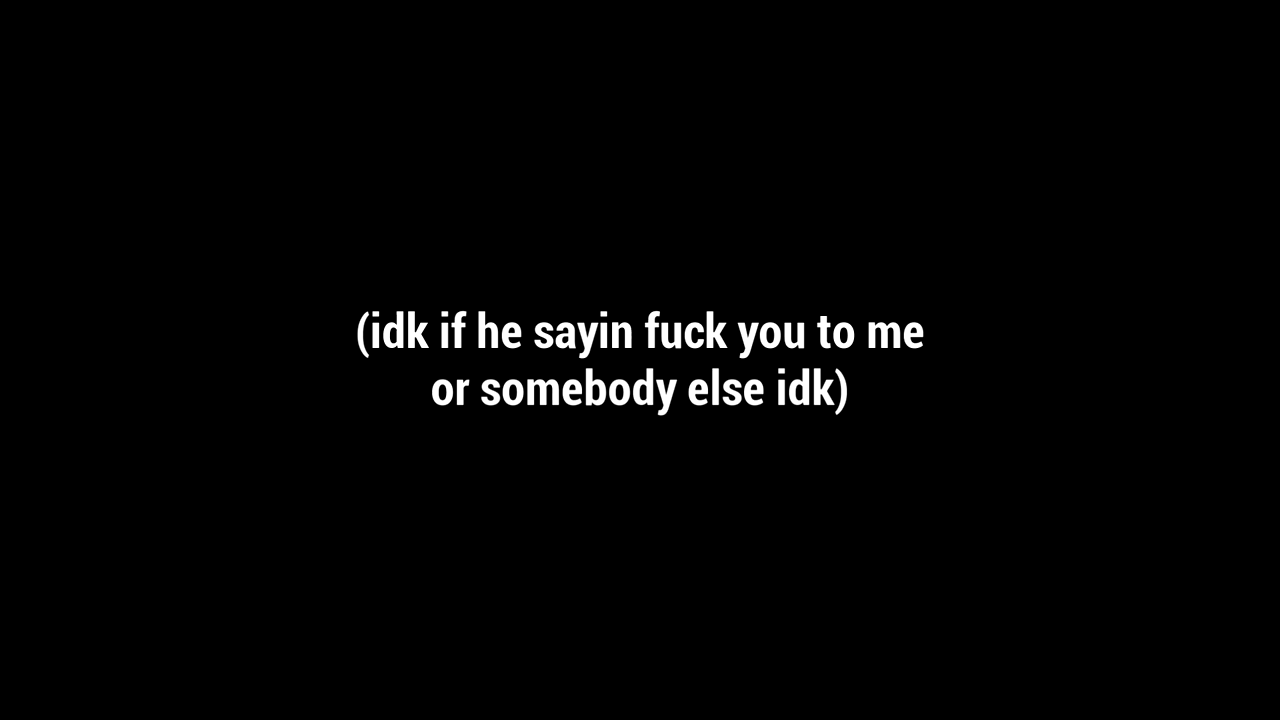 (idk if he sayin fuck you to me
or somebody else idk)